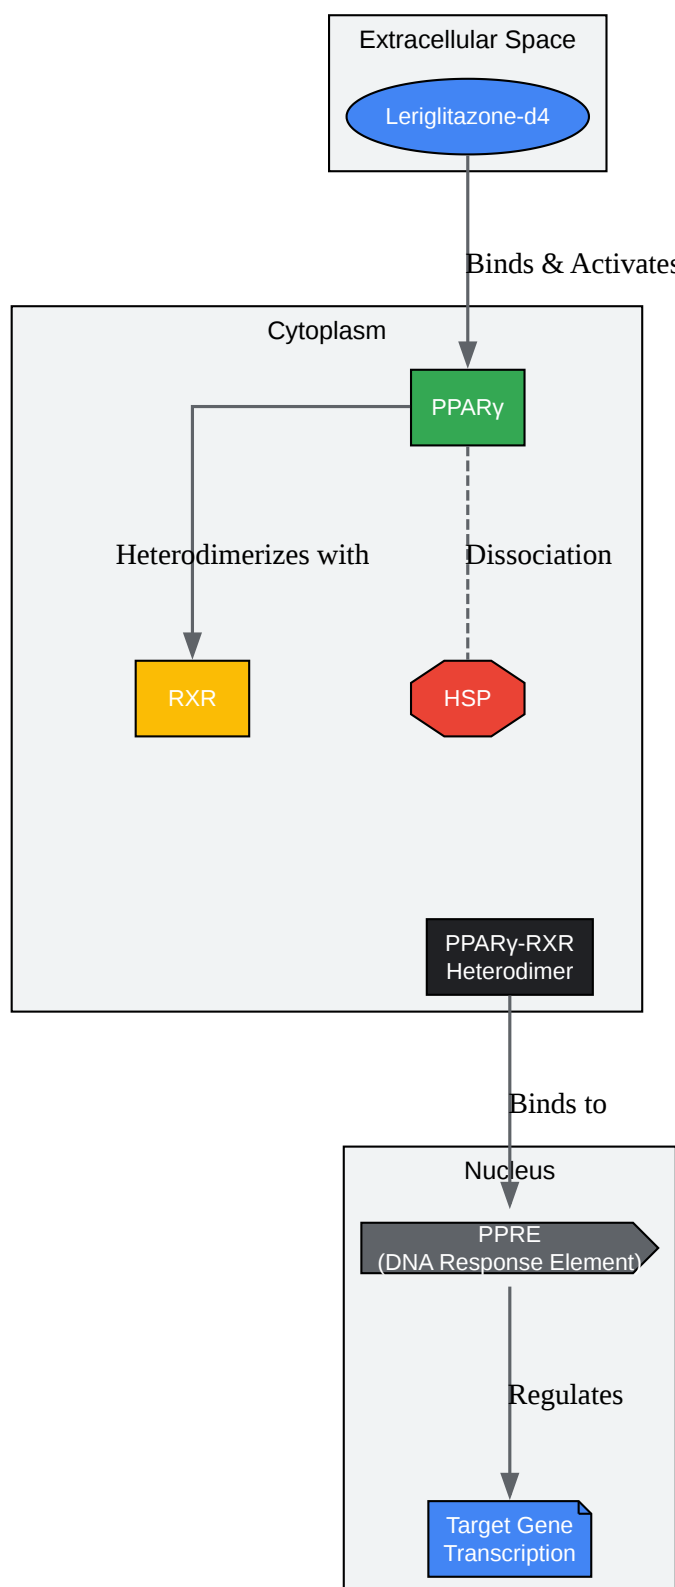 Extracellular Space
Leriglitazone-d4
Binds & Activates
Cytoplasm
PPARγ
Heterodimerizes with
Dissociation
RXR
HSP
PPARγ-RXR
Heterodimer
Binds to
Nucleus
PPRE
(DNA Response Element)
Regulates
Target Gene
Transcription